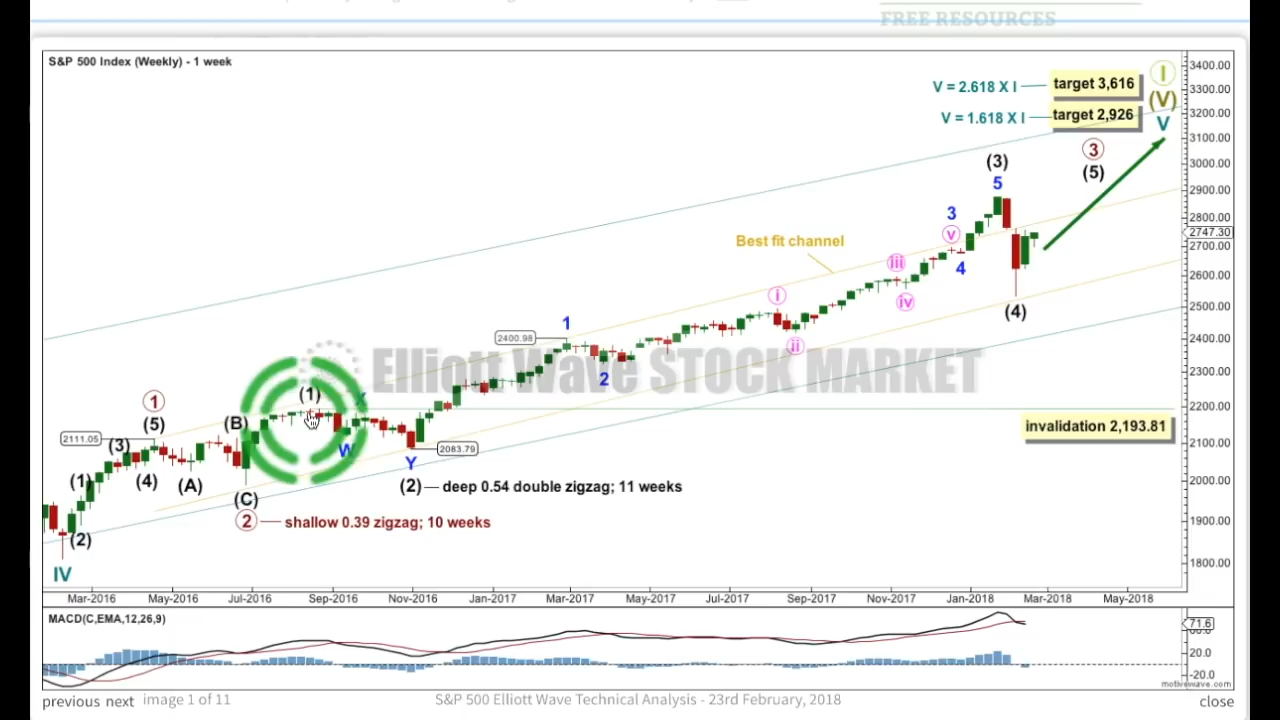 FREE RESOURCES
S&P 500 Index (Weekly) - 1 week
V = 2.618 X I
target 3,616
V = 1.618 X I
target 2,926
I
(V)
V
3
(5)
(3)
5
3
v
4
Best fit channel
iii
iv
i
ii
(4)
2400.98
1
2
Elliott Wave STOCK MARKET
1
(5)
2111.05
(3)
(1)
(4)
(A)
(B)
(1)
X
W
Y
2083.79
(2)
deep 0.54 double zigzag; 11 weeks
(C)
2
shallow 0.39 zigzag; 10 weeks
(2)
IV
invalidation 2,193.81
3400.00
3300.00
3200.00
3100.00
3000.00
2900.00
2800.00
2747.30
2700.00
2600.00
2500.00
2400.00
2300.00
2200.00
2100.00
2000.00
1900.00
1800.00
Mar-2016 May-2016 Jul-2016 Sep-2016 Nov-2016 Jan-2017 Mar-2017 May-2017 Jul-2017 Sep-2017 Nov-2017 Jan-2018 Mar-2018 May-2018
MACD(C,EMA,12,26,9)
71.6
20.0
-20.0
motivewave.com
previous next image 1 of 11 S&P 500 Elliott Wave Technical Analysis - 23rd February, 2018 close